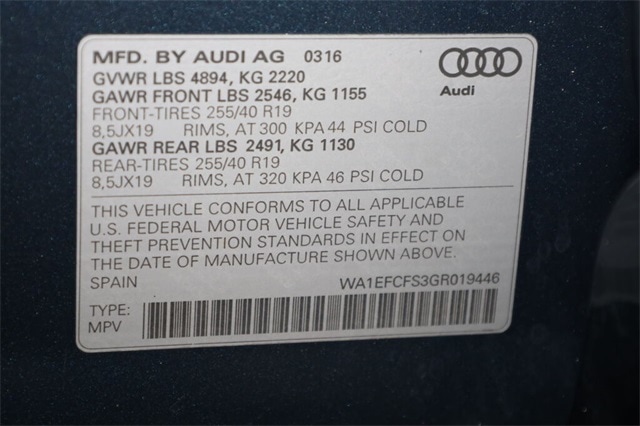 MFD. BY AUDI AG 0316
GVWR LBS 4894, KG 2220
GAWR FRONT LBS 2546, KG 1155
FRONT-TIRES 255/40 R19
8,5JX19 RIMS, AT 300 KPA 44 PSI COLD
GAWR REAR LBS 2491, KG 1130
REAR-TIRES 255/40 R19
8,5JX19 RIMS, AT 320 KPA 46 PSI COLD
Audi
THIS VEHICLE CONFORMS TO ALL APPLICABLE
U.S. FEDERAL MOTOR VEHICLE SAFETY AND
THEFT PREVENTION STANDARDS IN EFFECT ON
THE DATE OF MANUFACTURE SHOWN ABOVE.
SPAIN WA1EFCFS3GR019446
TYPE:
MPV